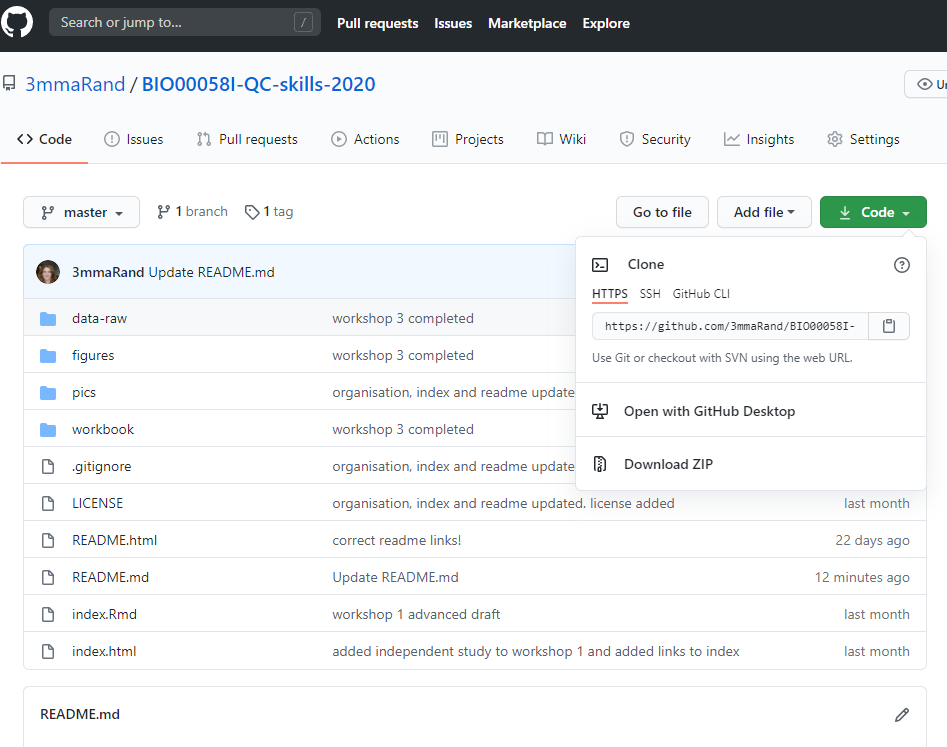 Search or jump to... /
Pull requests Issues Marketplace Explore
3mmaRand / BIO00058I-QC-skills-2020
Un
Code Issues Pull requests Actions Projects Wiki Security Insights Settings
master 1 branch 1 tag Go to file Add file Code
3mmaRand Update README.md
Clone
HTTPS SSH GitHub CLI
https://github.com/3mmaRand/BIO00058I-
Use Git or checkout with SVN using the web URL.
Open with GitHub Desktop
Download ZIP
data-raw workshop 3 completed
figures workshop 3 completed
pics organisation, index and readme update
workbook workshop 3 completed
.gitignore organisation, index and readme update
LICENSE organisation, index and readme updated. license added last month
README.html correct readme links! 22 days ago
README.md Update README.md 12 minutes ago
index.Rmd workshop 1 advanced draft last month
index.html added independent study to workshop 1 and added links to index last month
README.md